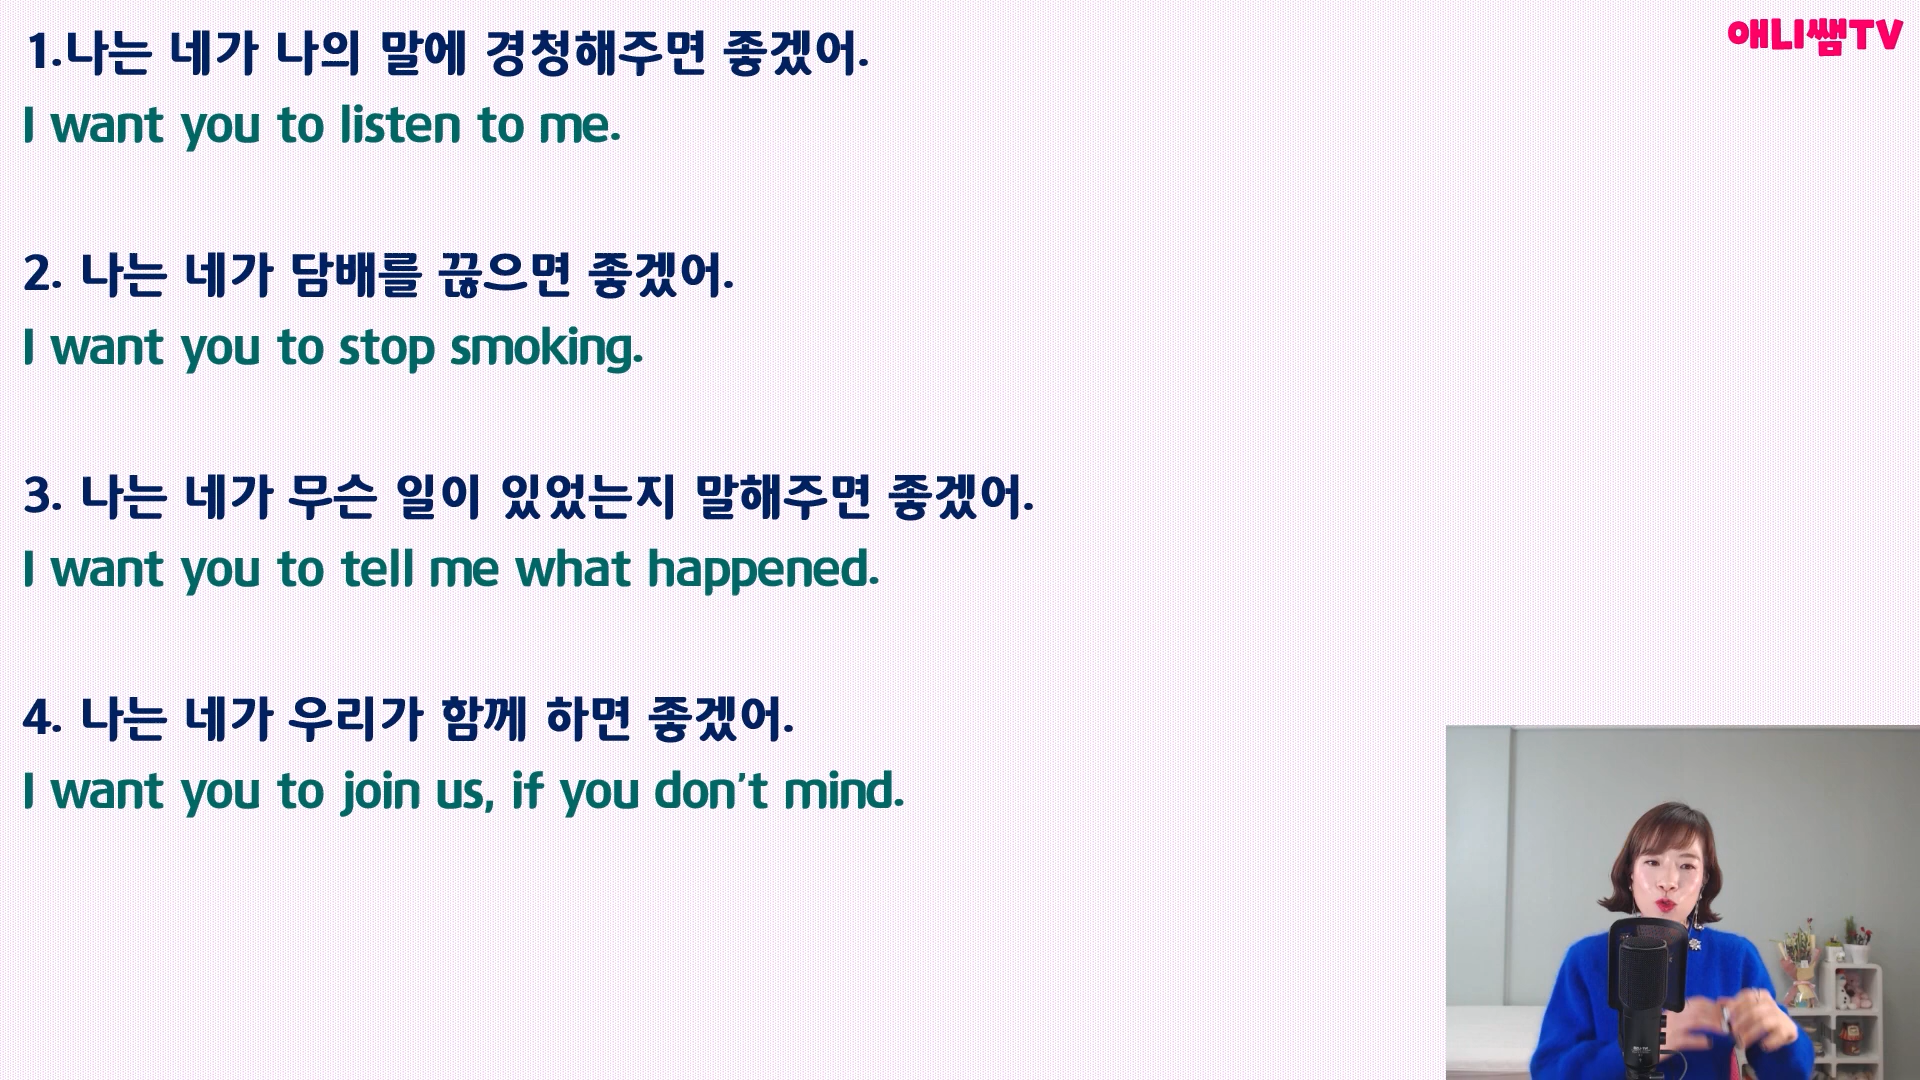 애니쌤TV
1.나는 네가 나의 말에 경청해주면 좋겠어.
I want you to listen to me.
2. 나는 네가 담배를 끊으면 좋겠어.
I want you to stop smoking.
3. 나는 네가 무슨 일이 있었는지 말해주면 좋겠어.
I want you to tell me what happened.
4. 나는 네가 우리가 함께 하면 좋겠어.
I want you to join us, if you don't mind.